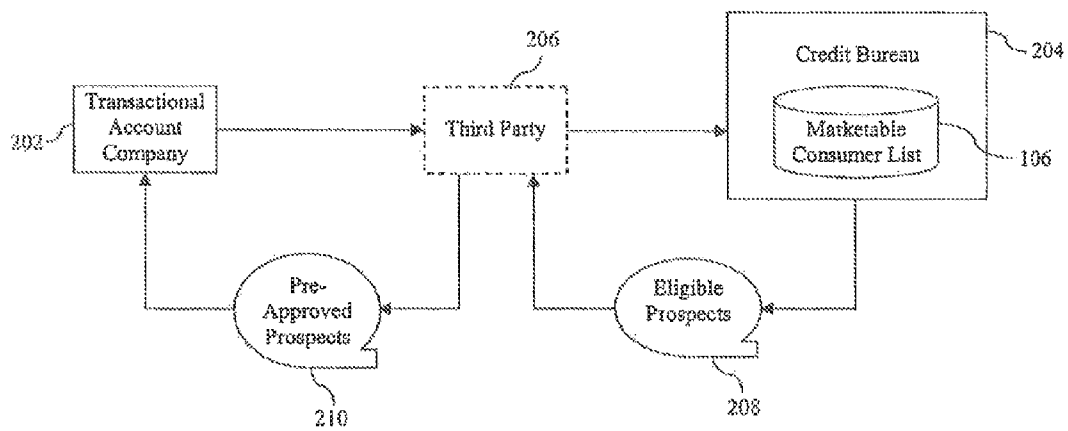 206
Credit Bureau
204
Transactional
Account
Company
202
Third Party
Marketable
Consumer List
106
Pre-
Approved
Prospects
210
Eligible
Prospects
208